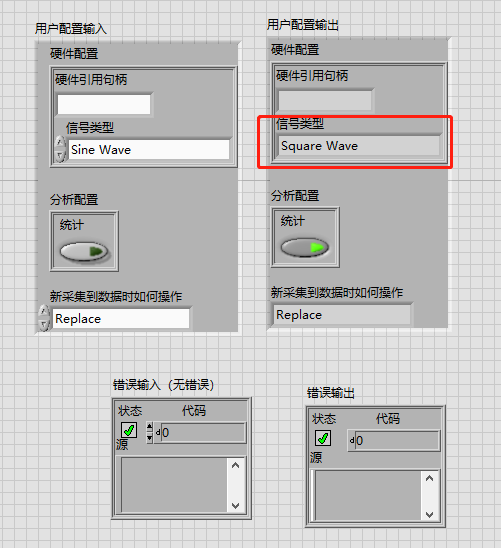 用户配置输入
硬件配置
硬件引用句柄
信号类型
Sine Wave
分析配置
统计
新采集到数据时如何操作
Replace
用户配置输出
硬件配置
硬件引用句柄
信号类型
Square Wave
分析配置
统计
新采集到数据时如何操作
Replace
错误输入（无错误）
状态 代码
d0
源
错误输出
状态 代码
d0
源